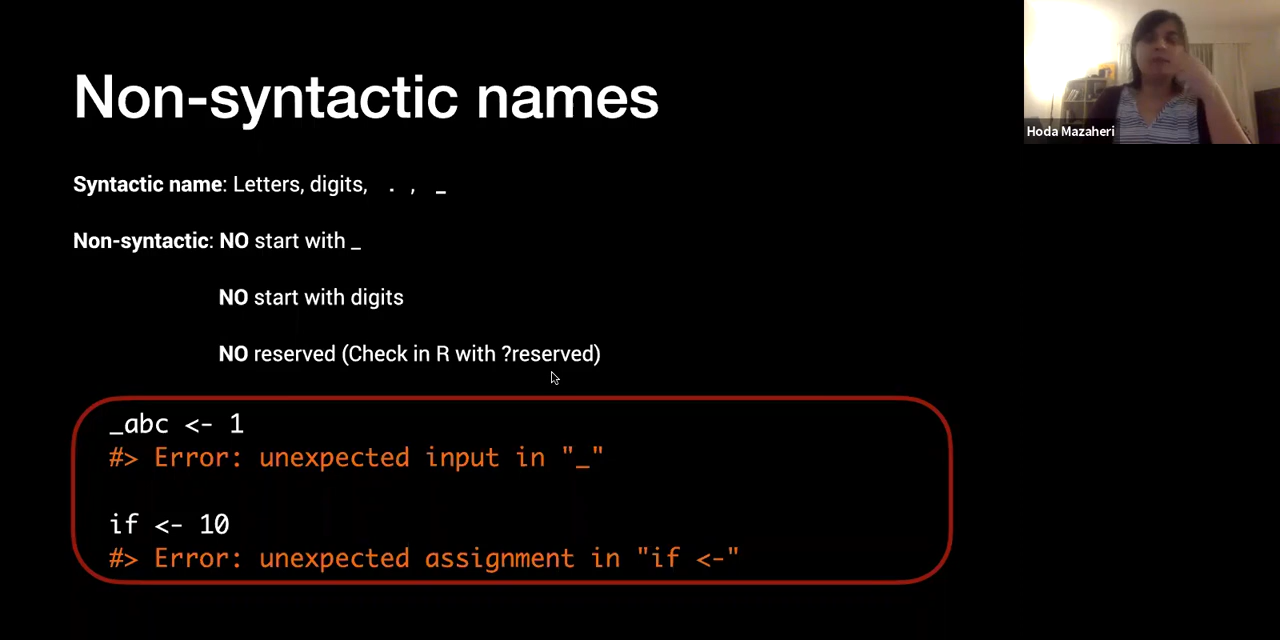 Non-syntactic names
Hoda Mazaheri
Syntactic name: Letters, digits, . , _
Non-syntactic: NO start with _
NO start with digits
NO reserved (Check in R with ?reserved)
_abc <- 1
#> Error: unexpected input in "_"
if <- 10
#> Error: unexpected assignment in "if <-"